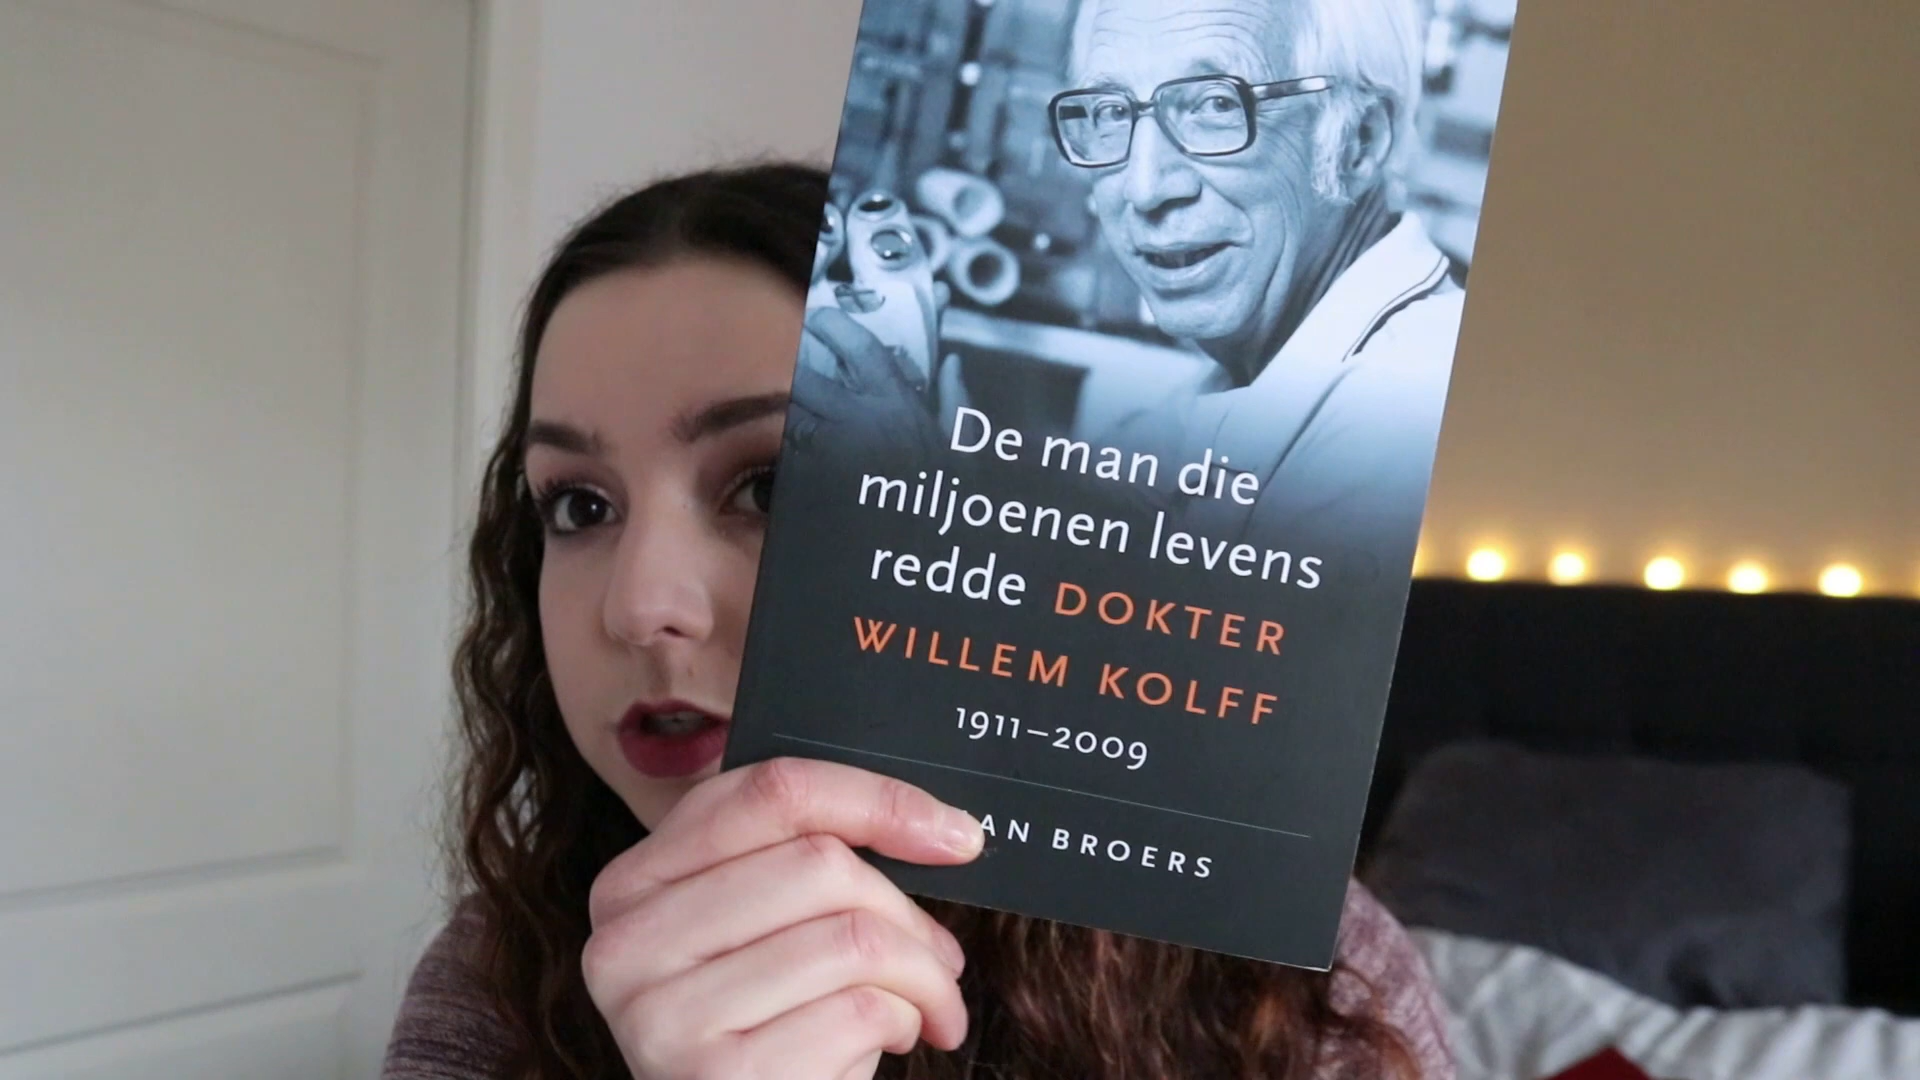 De man die
miljoenen levens
redde DOKTER
WILLEM KOLFF
1911–2009
BROERS